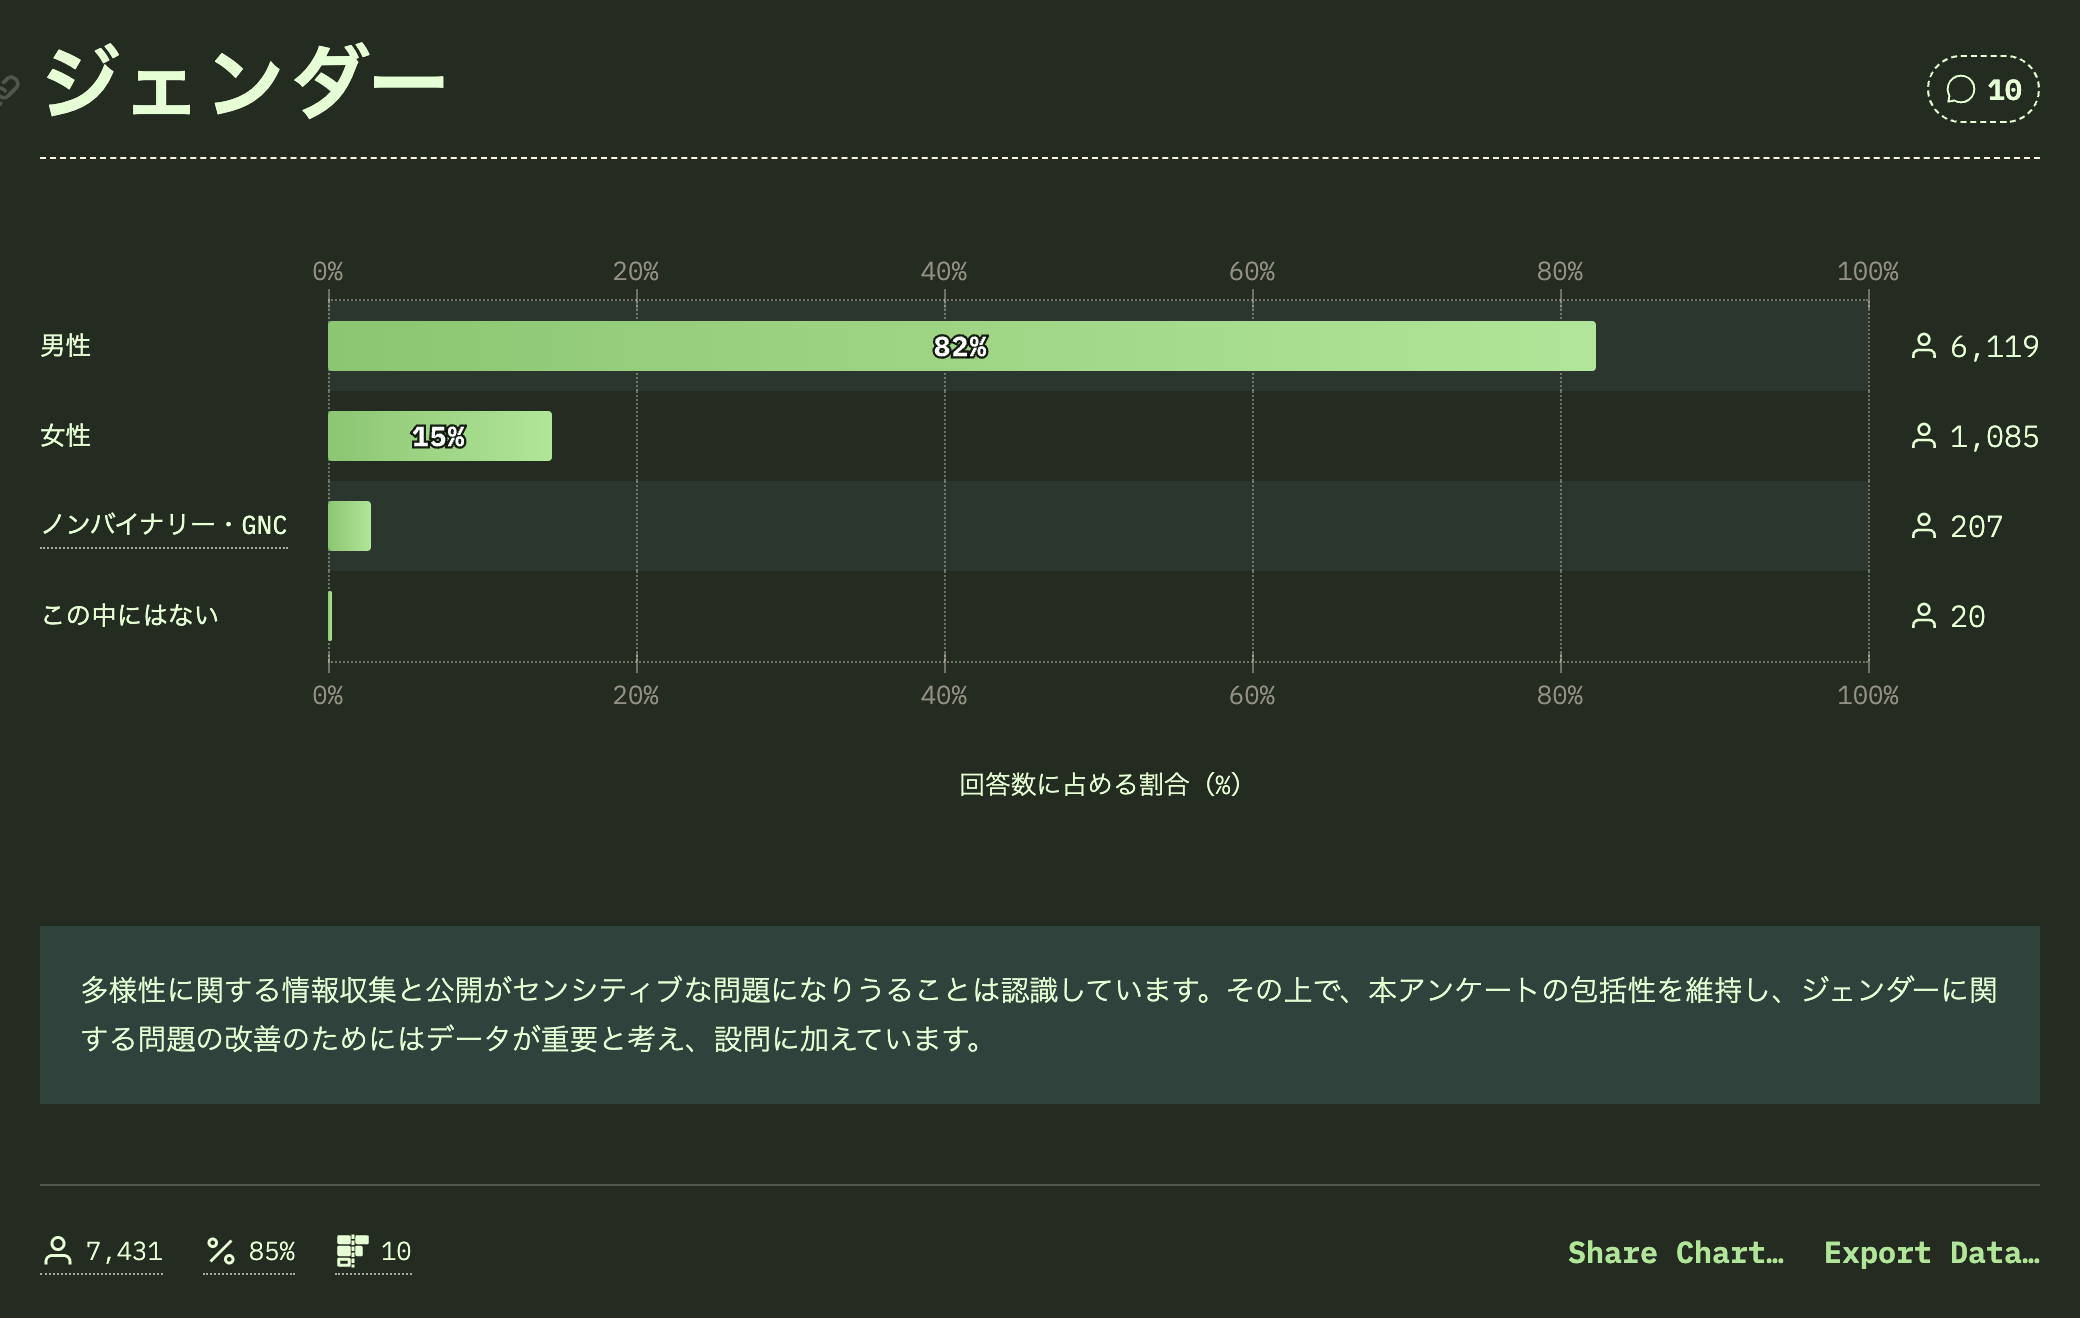 ジェンダー
10
0% 20% 40% 60% 80% 100%
男性 82% 6,119
女性 15% 1,085
ノンバイナリー・GNC 207
この中にはない 20
0% 20% 40% 60% 80% 100%
回答数に占める割合 (%)
多様性に関する情報収集と公開がセンシティブな問題になりうることは認識しています。その上で、本アンケートの包括性を維持し、ジェンダーに関
する問題の改善のためにはデータが重要と考え、設問に加えています。
7,431 85% 10 Share Chart… Export Data…